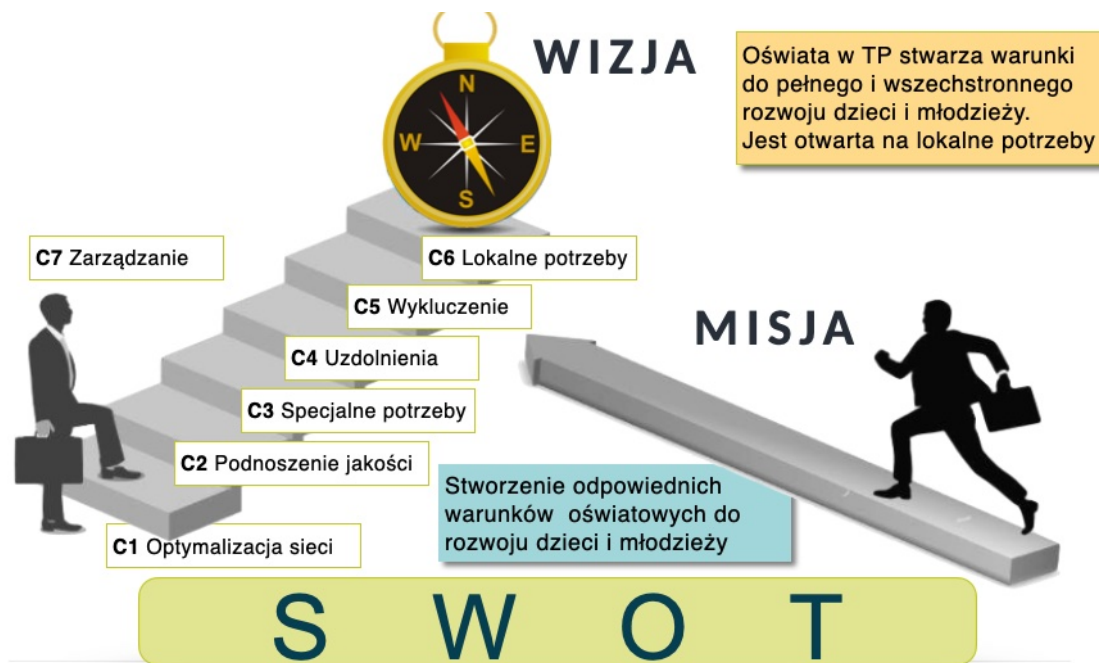 WIZJA
Oświata w TP stwarza warunki
do pełnego i wszechstronnego
rozwoju dzieci i młodzieży.
Jest otwarta na lokalne potrzeby
N
W
E
S
C7 Zarządzanie
C6 Lokalne potrzeby
C5 Wykluczenie
MISJA
C4 Uzdolnienia
C3 Specjalne potrzeby
C2 Podnoszenie jakości
Stworzenie odpowiednich
warunków oświatowych do
rozwoju dzieci i młodzieży
C1 Optymalizacja sieci
S W O T